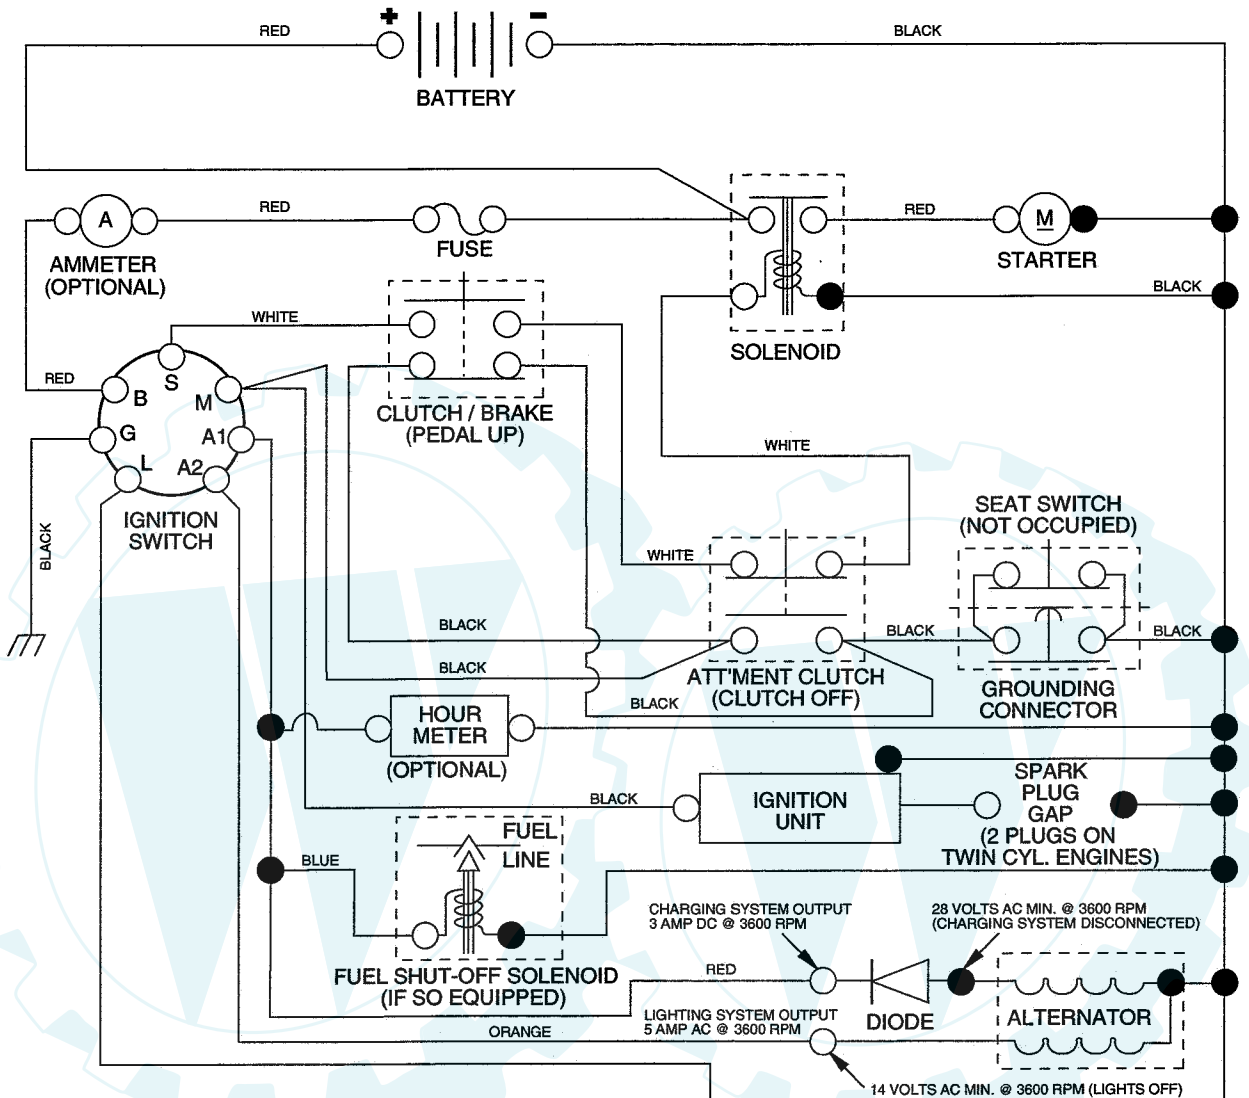 +
−
RED
BLACK
BATTERY
A
RED
RED
M
AMMETER
(OPTIONAL)
FUSE
STARTER
BLACK
WHITE
SOLENOID
RED
S
B
M
G
A1
L
A2
CLUTCH / BRAKE
(PEDAL UP)
WHITE
IGNITION
SWITCH
BLACK
SEAT SWITCH
(NOT OCCUPIED)
WHITE
BLACK
BLACK
BLACK
BLACK
ATT'MENT CLUTCH
(CLUTCH OFF)
GROUNDING
CONNECTOR
BLACK
HOUR
METER
(OPTIONAL)
SPARK
PLUG
GAP
(2 PLUGS ON
TWIN CYL. ENGINES)
BLACK
IGNITION
UNIT
FUEL
LINE
BLUE
CHARGING SYSTEM OUTPUT
3 AMP DC @ 3600 RPM
28 VOLTS AC MIN. @ 3600 RPM
(CHARGING SYSTEM DISCONNECTED)
FUEL SHUT-OFF SOLENOID
(IF SO EQUIPPED)
RED
LIGHTING SYSTEM OUTPUT
5 AMP AC @ 3600 RPM
DIODE
ALTERNATOR
ORANGE
14 VOLTS AC MIN. @ 3600 RPM (LIGHTS OFF)